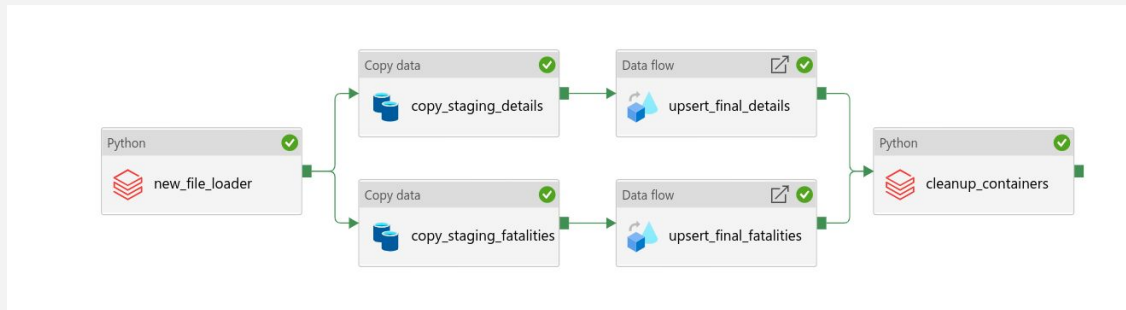 Copy data
copy_staging_details
Data flow
upsert_final_details
Python
new_file_loader
Copy data
copy_staging_fatalities
Data flow
upsert_final_fatalities
Python
cleanup_containers